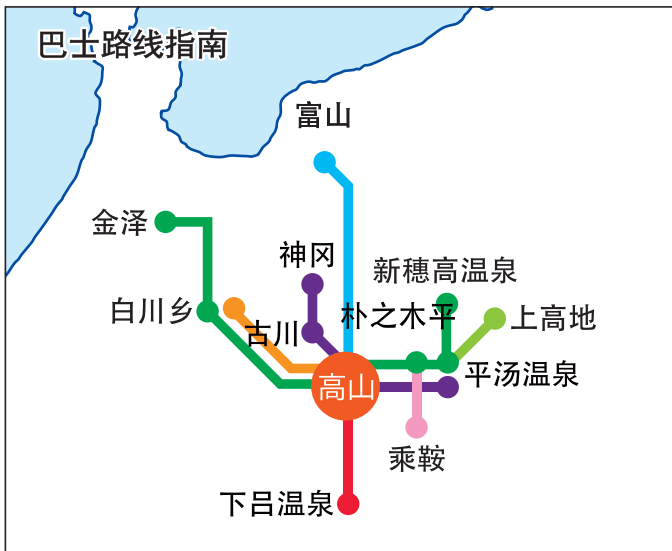 巴士路线指南
富山
金泽
神冈
新穗高温泉
白川乡
古川
朴之木平
上高地
高山
平汤温泉
乘鞍
下吕温泉